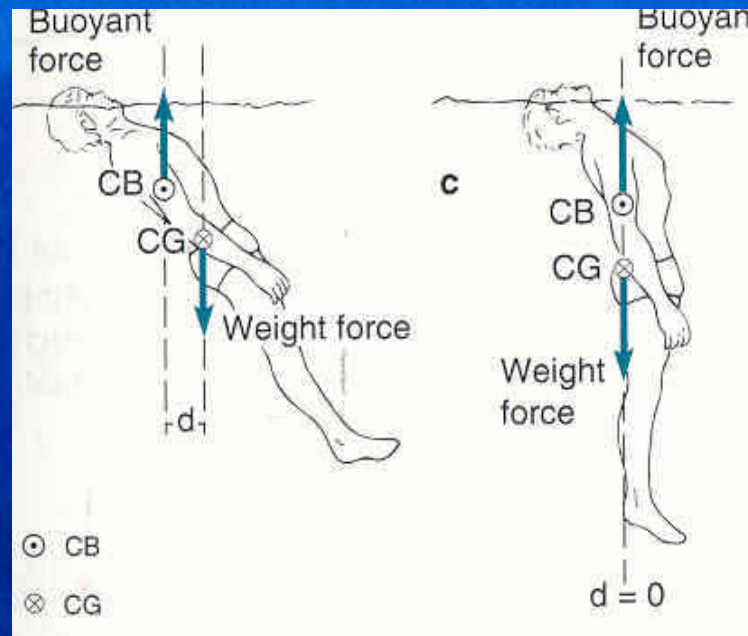 Buoyant
force
CB
CG
Weight force
d
CB
CG
Buoyan
force
c
CB
CG
Weight
force
d = 0